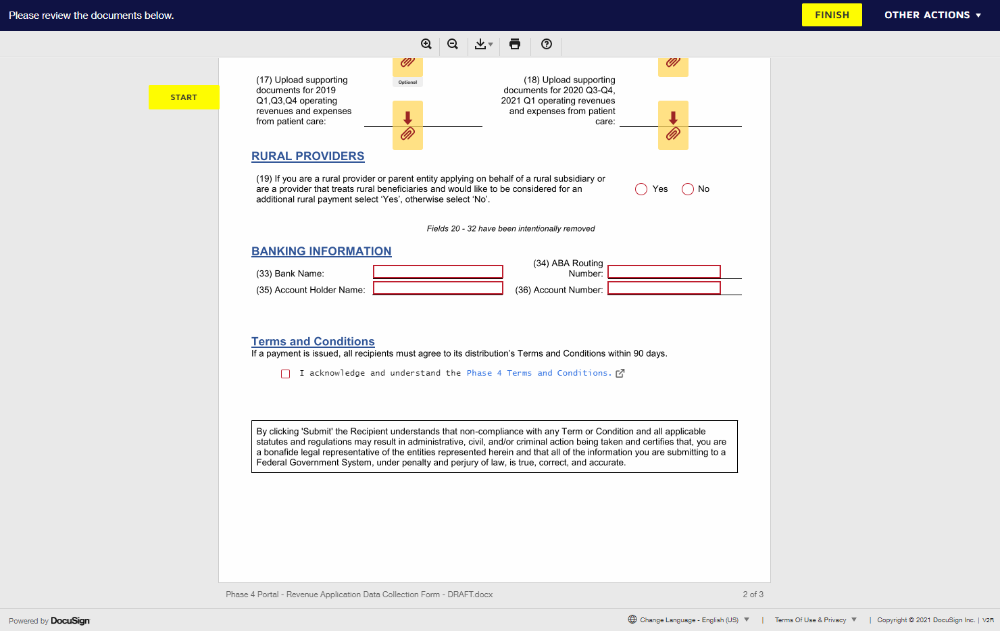 Please review the documents below.
FINISH
OTHER ACTIONS
START
(17) Upload supporting
documents for 2019
Q1,Q3,Q4 operating
revenues and expenses
from patient care:
Optional
(18) Upload supporting
documents for 2020 Q3-Q4,
2021 Q1 operating revenues
and expenses from patient
care:
RURAL PROVIDERS
(19) If you are a rural provider or parent entity applying on behalf of a rural subsidiary or
are a provider that treats rural beneficiaries and would like to be considered for an
additional rural payment select ‘Yes’, otherwise select ‘No’.
Yes
No
Fields 20 - 32 have been intentionally removed
BANKING INFORMATION
(33) Bank Name:
(34) ABA Routing
Number:
(35) Account Holder Name:
(36) Account Number:
Terms and Conditions
If a payment is issued, all recipients must agree to its distribution’s Terms and Conditions within 90 days.
I acknowledge and understand the Phase 4 Terms and Conditions.
By clicking 'Submit' the Recipient understands that non-compliance with any Term or Condition and all applicable
statutes and regulations may result in administrative, civil, and/or criminal action being taken and certifies that, you are
a bonafide legal representative of the entities represented herein and that all of the information you are submitting to a
Federal Government System, under penalty and perjury of law, is true, correct, and accurate.
Phase 4 Portal - Revenue Application Data Collection Form - DRAFT.docx
2 of 3
Powered by DocuSign
Change Language - English (US)
|
Terms Of Use & Privacy
| Copyright © 2021 DocuSign Inc. | V2R